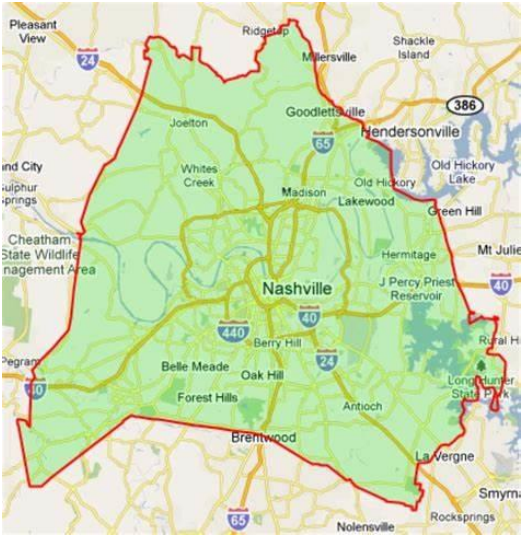 Pleasant
View
Ridgetop
Millersville
Shackle
Island
24
Goodlettsville
386
Joelton
65
Hendersonville
Whites
Creek
Old Hickory
Lake
Madison
Old Hickory
Lakewood
Green Hill
Cheatham
State Wildlife
Hermitage
Mt Julie
Nashville
J Percy Priest
Reservoir
40
440
40
Berry Hill
Rural Hi
24
Pegram
Belle Meade
Oak Hill
Long Hunter
State Park
40
Forest Hills
Antioch
Brentwood
La Vergne
65
Smyrna
Rocksprings
Nolensville